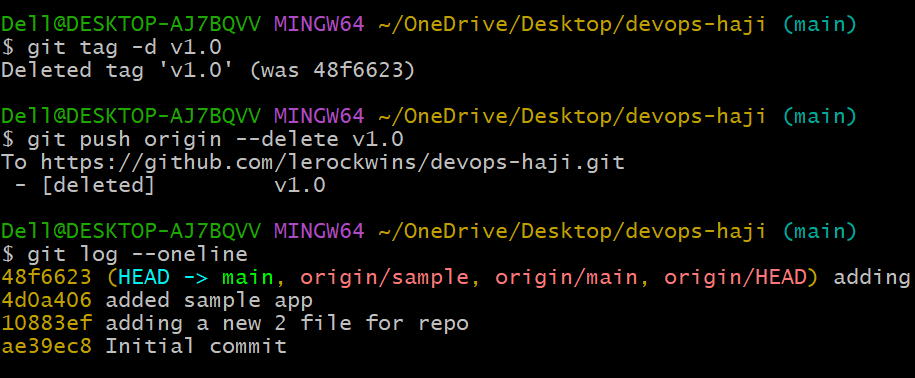 Dell@DESKTOP-AJ7BQVV MINGW64 ~/OneDrive/Desktop/devops-haji (main)
$ git tag -d v1.0
Deleted tag 'v1.0' (was 48f6623)
Dell@DESKTOP-AJ7BQVV MINGW64 ~/OneDrive/Desktop/devops-haji (main)
$ git push origin --delete v1.0
To https://github.com/lerockwins/devops-haji.git
 - [deleted]         v1.0
Dell@DESKTOP-AJ7BQVV MINGW64 ~/OneDrive/Desktop/devops-haji (main)
$ git log --oneline
48f6623 (HEAD -> main, origin/sample, origin/main, origin/HEAD) adding
4d0a406 added sample app
10883ef adding a new 2 file for repo
ae39ec8 Initial commit